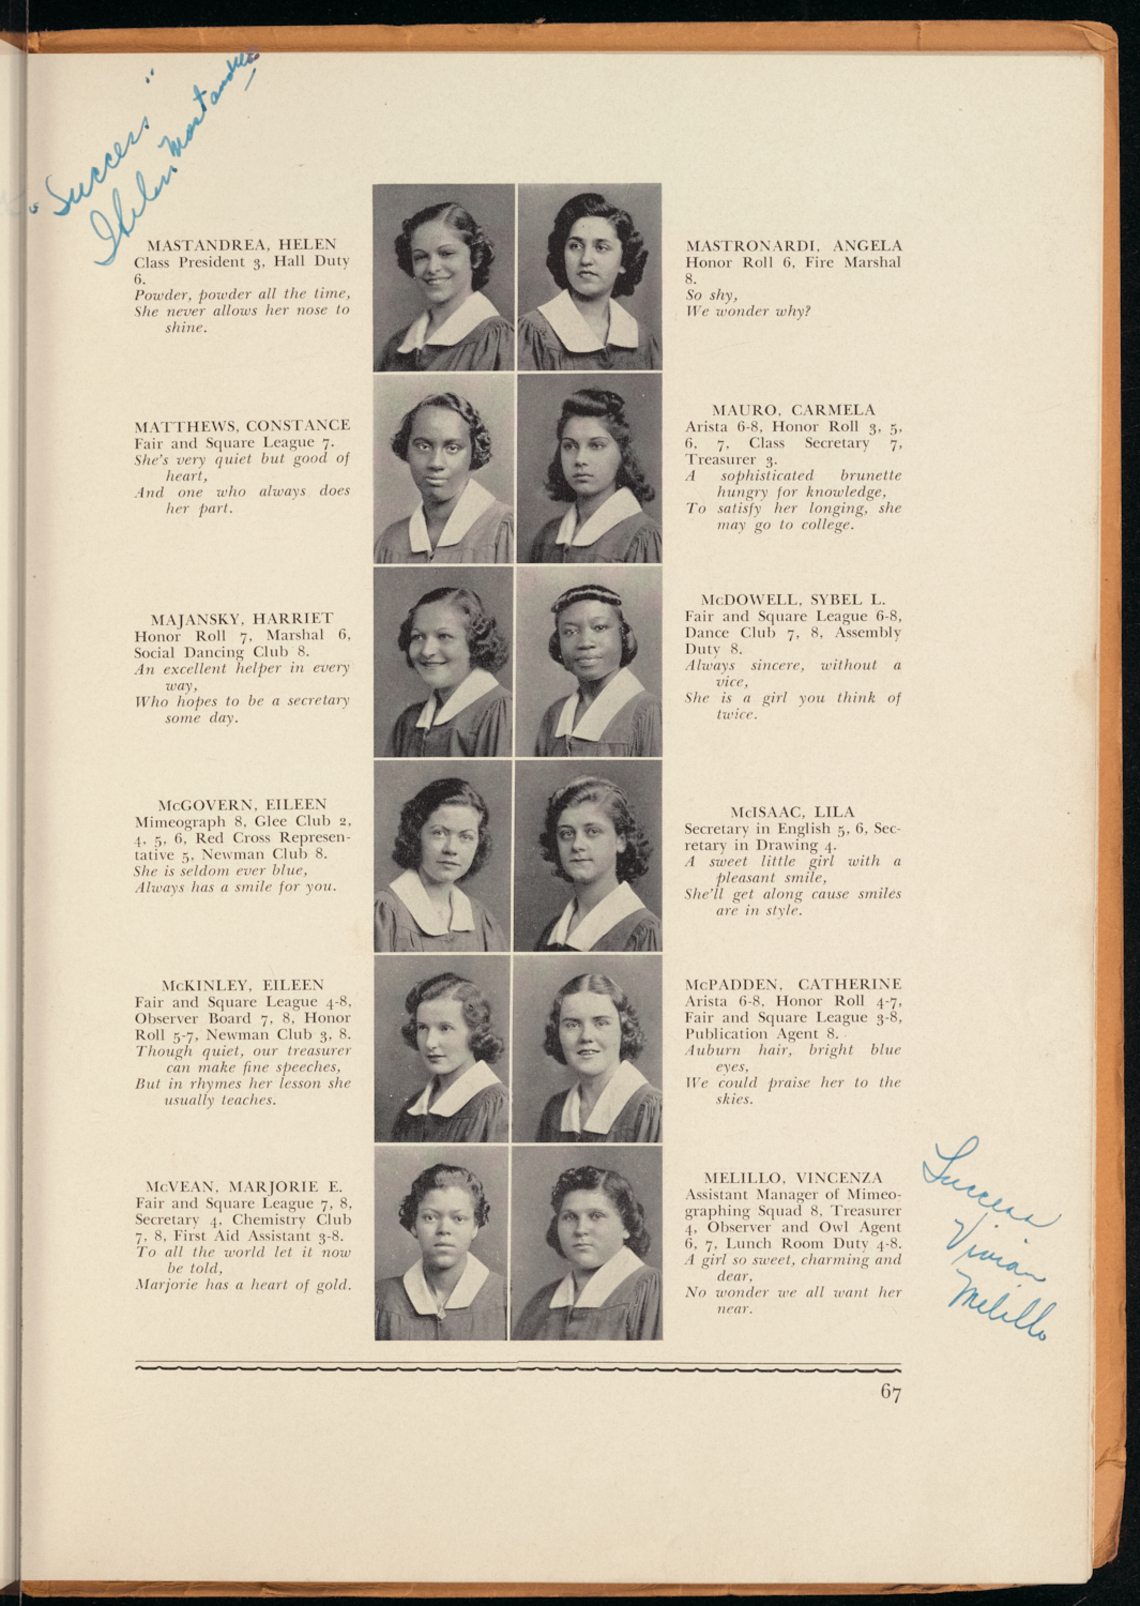 Success"
Helen Mastandrea
MASTANDREA, HELEN
Class President 3, Hall Duty
6.
Powder, powder all the time,
She never allows her nose to
shine.
MATTHEWS, CONSTANCE
Fair and Square League 7.
She's very quiet but good of
heart,
And one who always does
her part.
MAJANSKY, HARRIET
Honor Roll 7, Marshal 6,
Social Dancing Club 8.
An excellent helper in every
way,
Who hopes to be a secretary
some day.
McGOVERN, EILEEN
Mimeograph 8, Glee Club 2,
4, 5, 6, Red Cross Represen-
tative 5, Newman Club 8.
She is seldom ever blue,
Always has a smile for you.
McKINLEY, EILEEN
Fair and Square League 4-8,
Observer Board 7, 8, Honor
Roll 5-7, Newman Club 3, 8.
Though quiet, our treasurer
can make fine speeches,
But in rhymes her lesson she
usually teaches.
McVEAN, MARJORIE E.
Fair and Square League 7, 8,
Secretary 4, Chemistry Club
7, 8, First Aid Assistant 3-8.
To all the world let it now
be told,
Marjorie has a heart of gold.
MASTRONARDI, ANGELA
Honor Roll 6, Fire Marshal
8.
So shy,
We wonder why?
MAURO, CARMELA
Arista 6-8, Honor Roll 3, 5,
6, 7, Class Secretary 7,
Treasurer 3.
A sophisticated brunette
hungry for knowledge,
To satisfy her longing, she
may go to college.
McDOWELL, SYBEL L.
Fair and Square League 6-8,
Dance Club 7, 8, Assembly
Duty 8.
Always sincere, without a
vice,
She is a girl you think of
twice.
McISAAC, LILA
Secretary in English 5, 6, Sec-
retary in Drawing 4.
A sweet little girl with a
pleasant smile,
She'll get along cause smiles
are in style.
McPADDEN, CATHERINE
Arista 6-8, Honor Roll 4-7,
Fair and Square League 3-8,
Publication Agent 8.
Auburn hair, bright blue
eyes,
We could praise her to the
skies.
MELILLO, VINCENZA
Assistant Manager of Mimeo-
graphing Squad 8, Treasurer
4, Observer and Owl Agent
6, 7, Lunch Room Duty 4-8.
A girl so sweet, charming and
dear,
No wonder we all want her
near.
Success
Vivian
Melillo
67